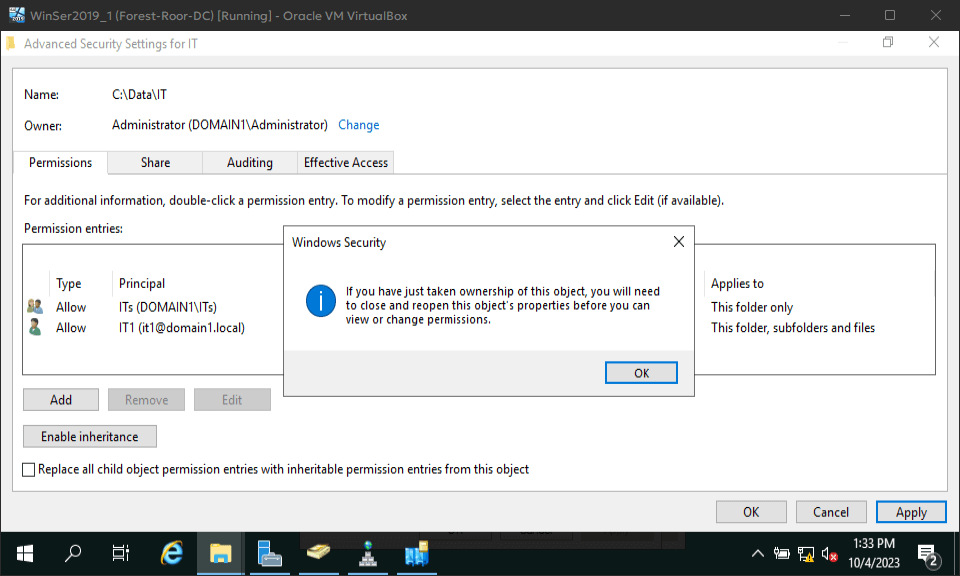 WinSer2019_1 (Forest-Roor-DC) [Running] - Oracle VM VirtualBox
Advanced Security Settings for IT
Name: C:\Data\IT
Owner: Administrator (DOMAIN1\Administrator) Change
Permissions Share Auditing Effective Access
For additional information, double-click a permission entry. To modify a permission entry, select the entry and click Edit (if available).
Permission entries:
Type Principal Applies to
Allow ITs (DOMAIN1\ITs) This folder only
Allow IT1 (it1@domain1.local) This folder, subfolders and files
Windows Security
If you have just taken ownership of this object, you will need
to close and reopen this object's properties before you can
view or change permissions.
OK
Add Remove Edit
Enable inheritance
Replace all child object permission entries with inheritable permission entries from this object
OK Cancel Apply
1:33 PM
10/4/2023
2